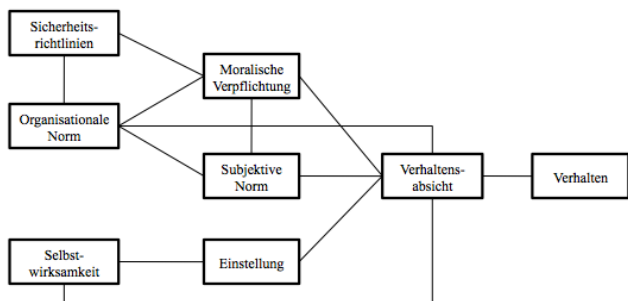 Sicherheits-
richtlinien
Moralische
Verpflichtung
Organisationale
Norm
Subjektive
Norm
Verhaltens-
absicht
Verhalten
Selbst-
wirksamkeit
Einstellung